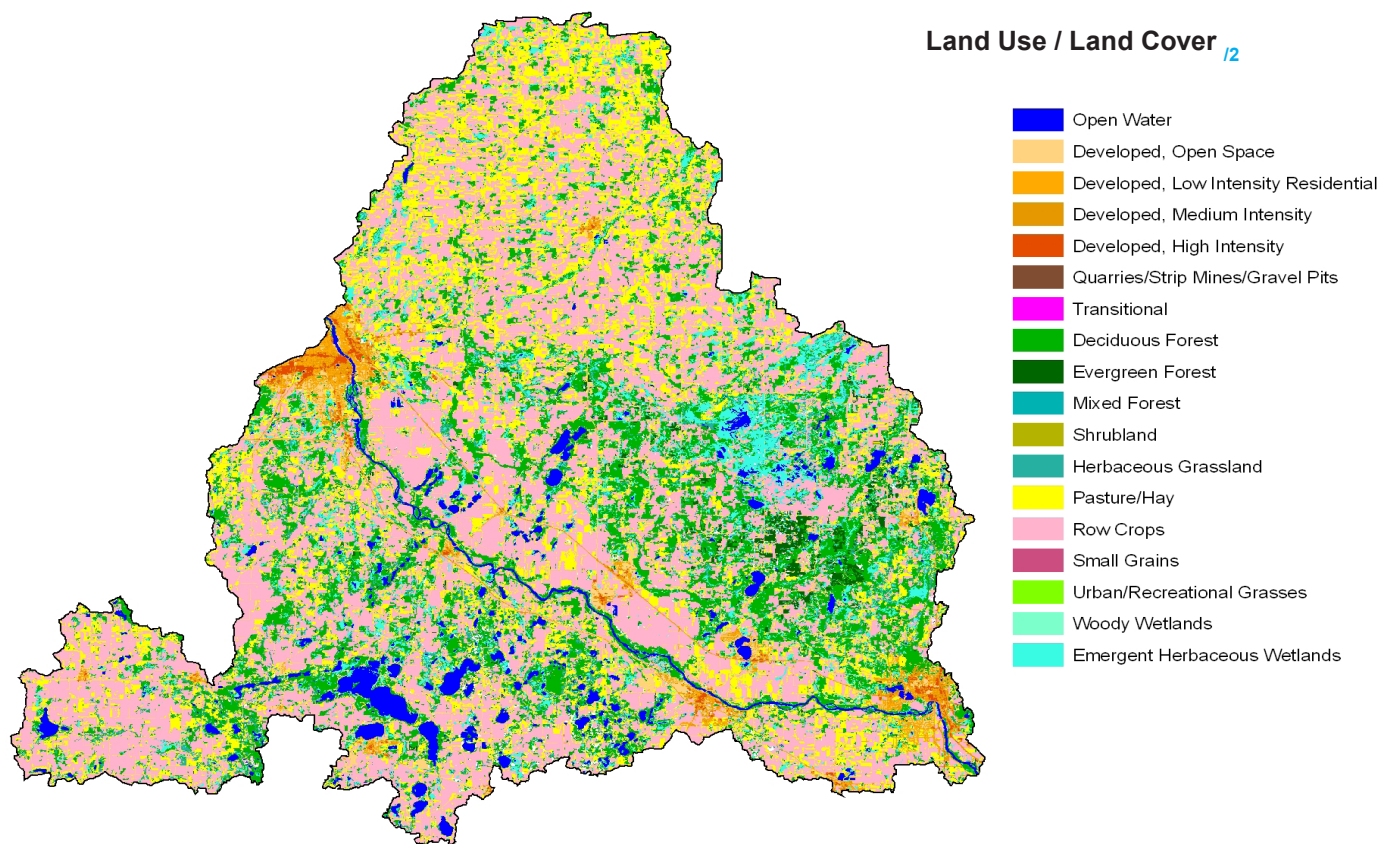 Land Use / Land Cover /2
Open Water
Developed, Open Space
Developed, Low Intensity Residential
Developed, Medium Intensity
Developed, High Intensity
Quarries/Strip Mines/Gravel Pits
Transitional
Deciduous Forest
Evergreen Forest
Mixed Forest
Shrubland
Herbaceous Grassland
Pasture/Hay
Row Crops
Small Grains
Urban/Recreational Grasses
Woody Wetlands
Emergent Herbaceous Wetlands